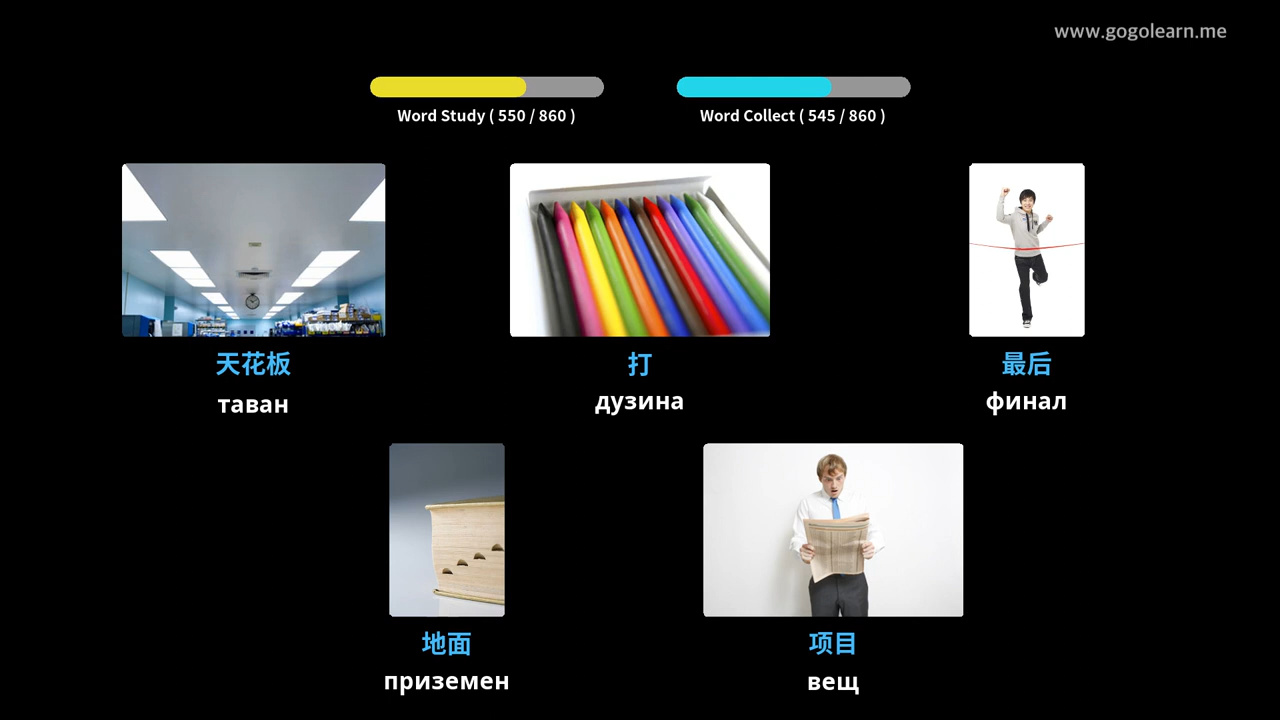 www.gogolearn.me
Word Study ( 550 / 860 )
Word Collect ( 545 / 860 )
天花板
таван
打
дузина
最后
финал
地面
приземен
项目
вещ